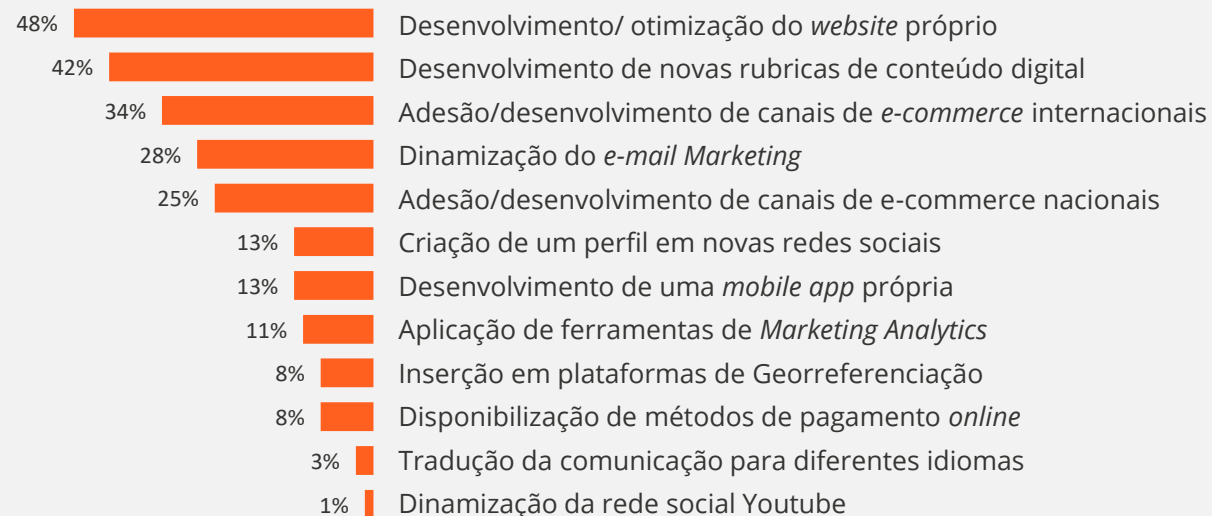 48% Desenvolvimento/ otimização do website próprio
42% Desenvolvimento de novas rubricas de conteúdo digital
34% Adesão/desenvolvimento de canais de e-commerce internacionais
28% Dinamização do e-mail Marketing
25% Adesão/desenvolvimento de canais de e-commerce nacionais
13% Criação de um perfil em novas redes sociais
13% Desenvolvimento de uma mobile app própria
11% Aplicação de ferramentas de Marketing Analytics
8% Inserção em plataformas de Georreferenciação
8% Disponibilização de métodos de pagamento online
3% Tradução da comunicação para diferentes idiomas
1% Dinamização da rede social Youtube